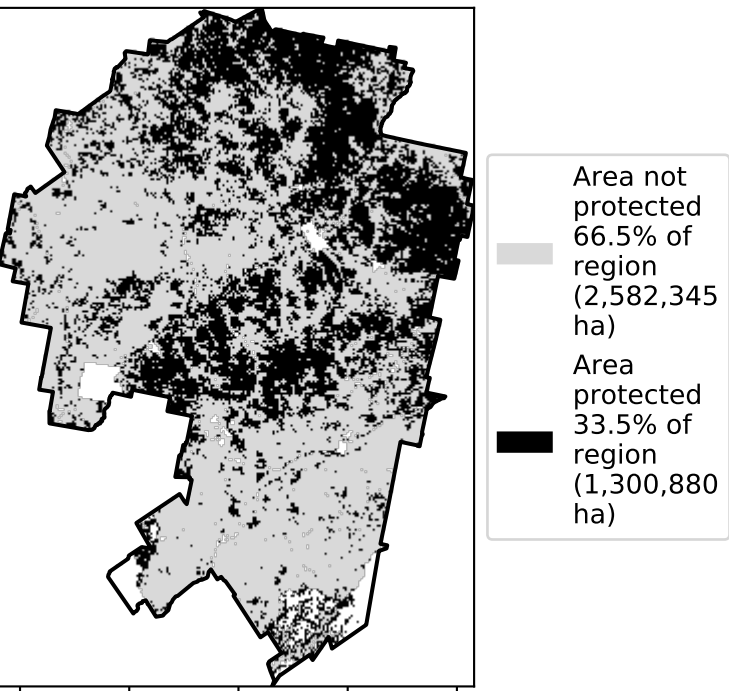 Area not
protected
66.5% of
region
(2,582,345
ha)
Area
protected
33.5% of
region
(1,300,880
ha)